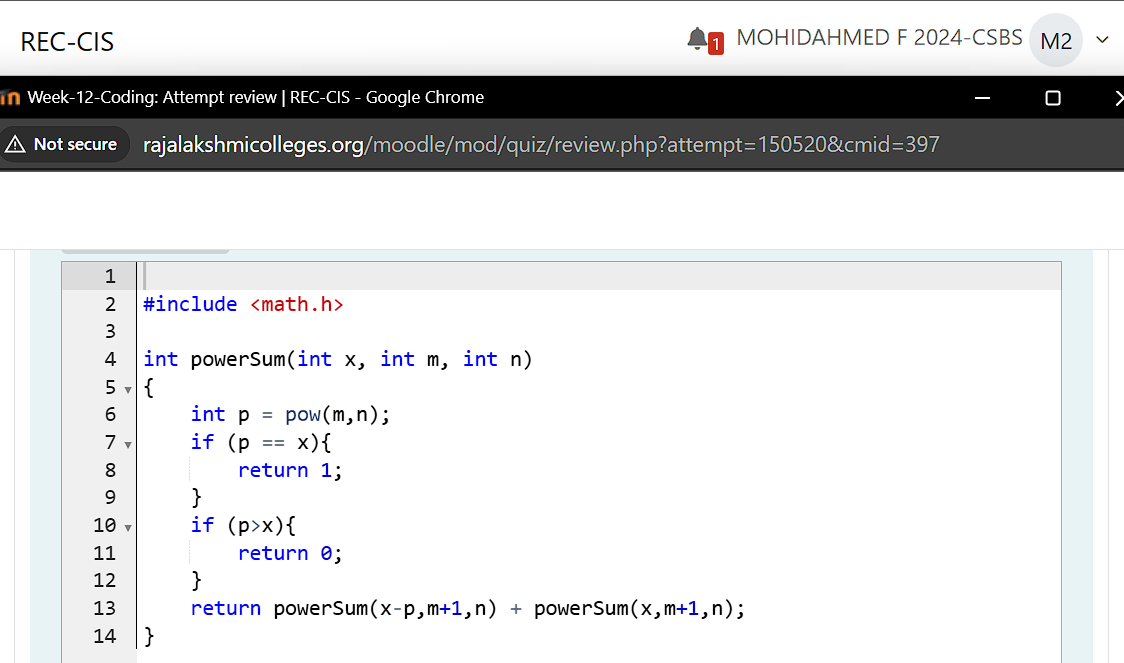 REC-CIS
1 MOHIDAHMED F 2024-CSBS M2
m Week-12-Coding: Attempt review | REC-CIS - Google Chrome
Not secure rajalakshmicolleges.org/moodle/mod/quiz/review.php?attempt=150520&cmid=397
1
2 #include <math.h>
3
4 int powerSum(int x, int m, int n)
5 {
6     int p = pow(m,n);
7     if (p == x){
8         return 1;
9     }
10     if (p>x){
11         return 0;
12     }
13     return powerSum(x-p,m+1,n) + powerSum(x,m+1,n);
14 }